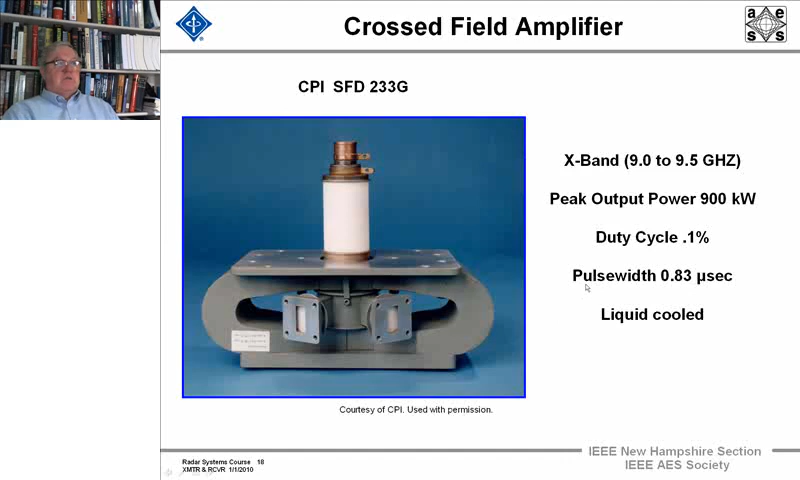 Crossed Field Amplifier
a e
s s
CPI SFD 233G
X-Band (9.0 to 9.5 GHZ)
Peak Output Power 900 kW
Duty Cycle .1%
Pulsewidth 0.83 µsec
Liquid cooled
Courtesy of CPI. Used with permission.
Radar Systems Course 18
XMTR & RCVR 1/1/2010
IEEE New Hampshire Section
IEEE AES Society